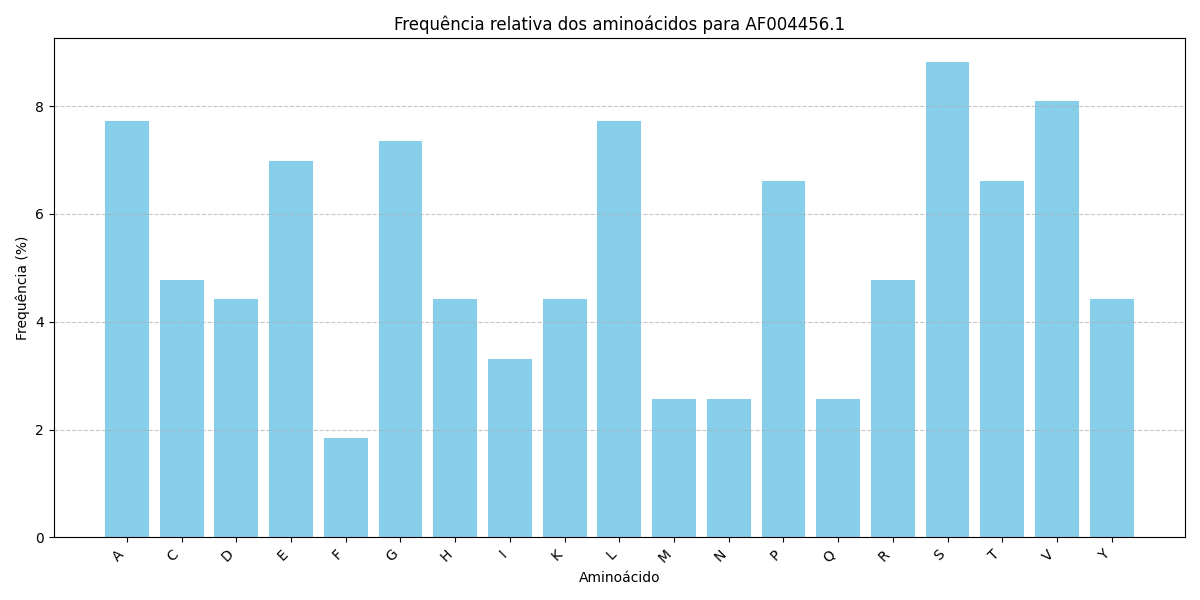 Frequência relativa dos aminoácidos para AF004456.1
Frequência (%)
8
6
4
2
0
A C D E F G H I K L M N P Q R S T V Y
Aminoácido